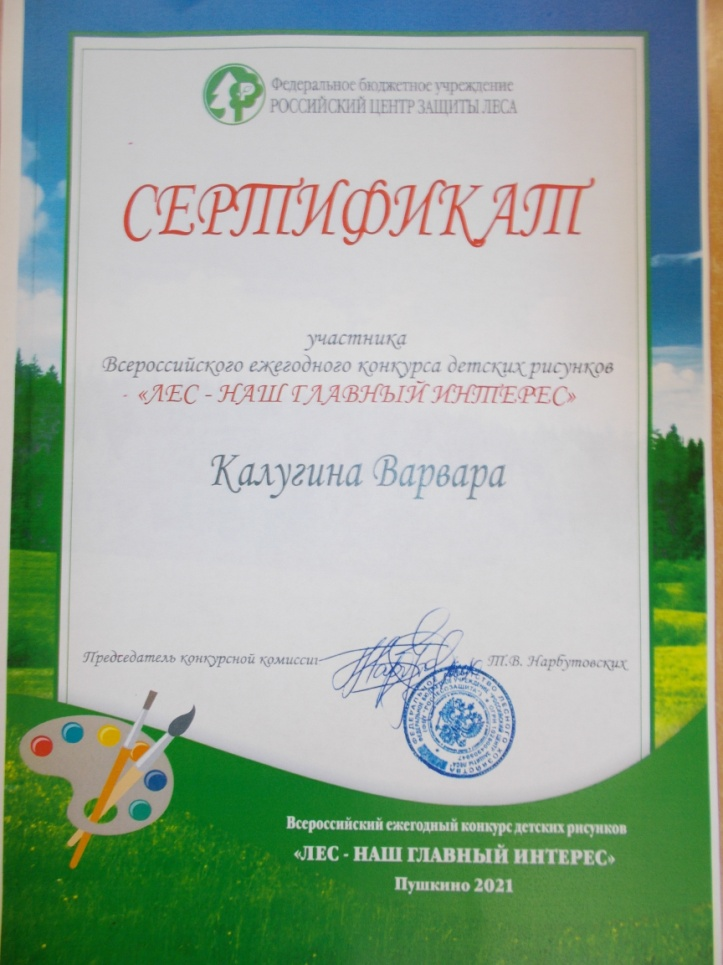 Федеральное бюджетное учреждение
РОССИЙСКИЙ ЦЕНТР ЗАЩИТЫ ЛЕСА
СЕРТИФИКАТ
участника
Всероссийского ежегодного конкурса детских рисунков
«ЛЕС - НАШ ГЛАВНЫЙ ИНТЕРЕС»
Калугина Варвара
Председатель конкурсной комиссии Т.В. Нарбутовских
Всероссийский ежегодный конкурс детских рисунков
«ЛЕС - НАШ ГЛАВНЫЙ ИНТЕРЕС»
Пушкино 2021